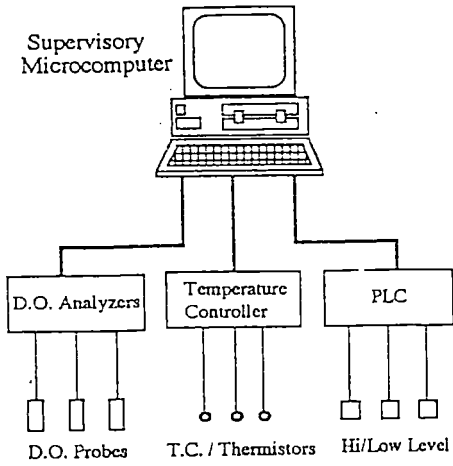 Supervisory
Microcomputer
D.O. Analyzers
Temperature
Controller
PLC
D.O. Probes
T.C. / Thermistors
Hi/Low Level